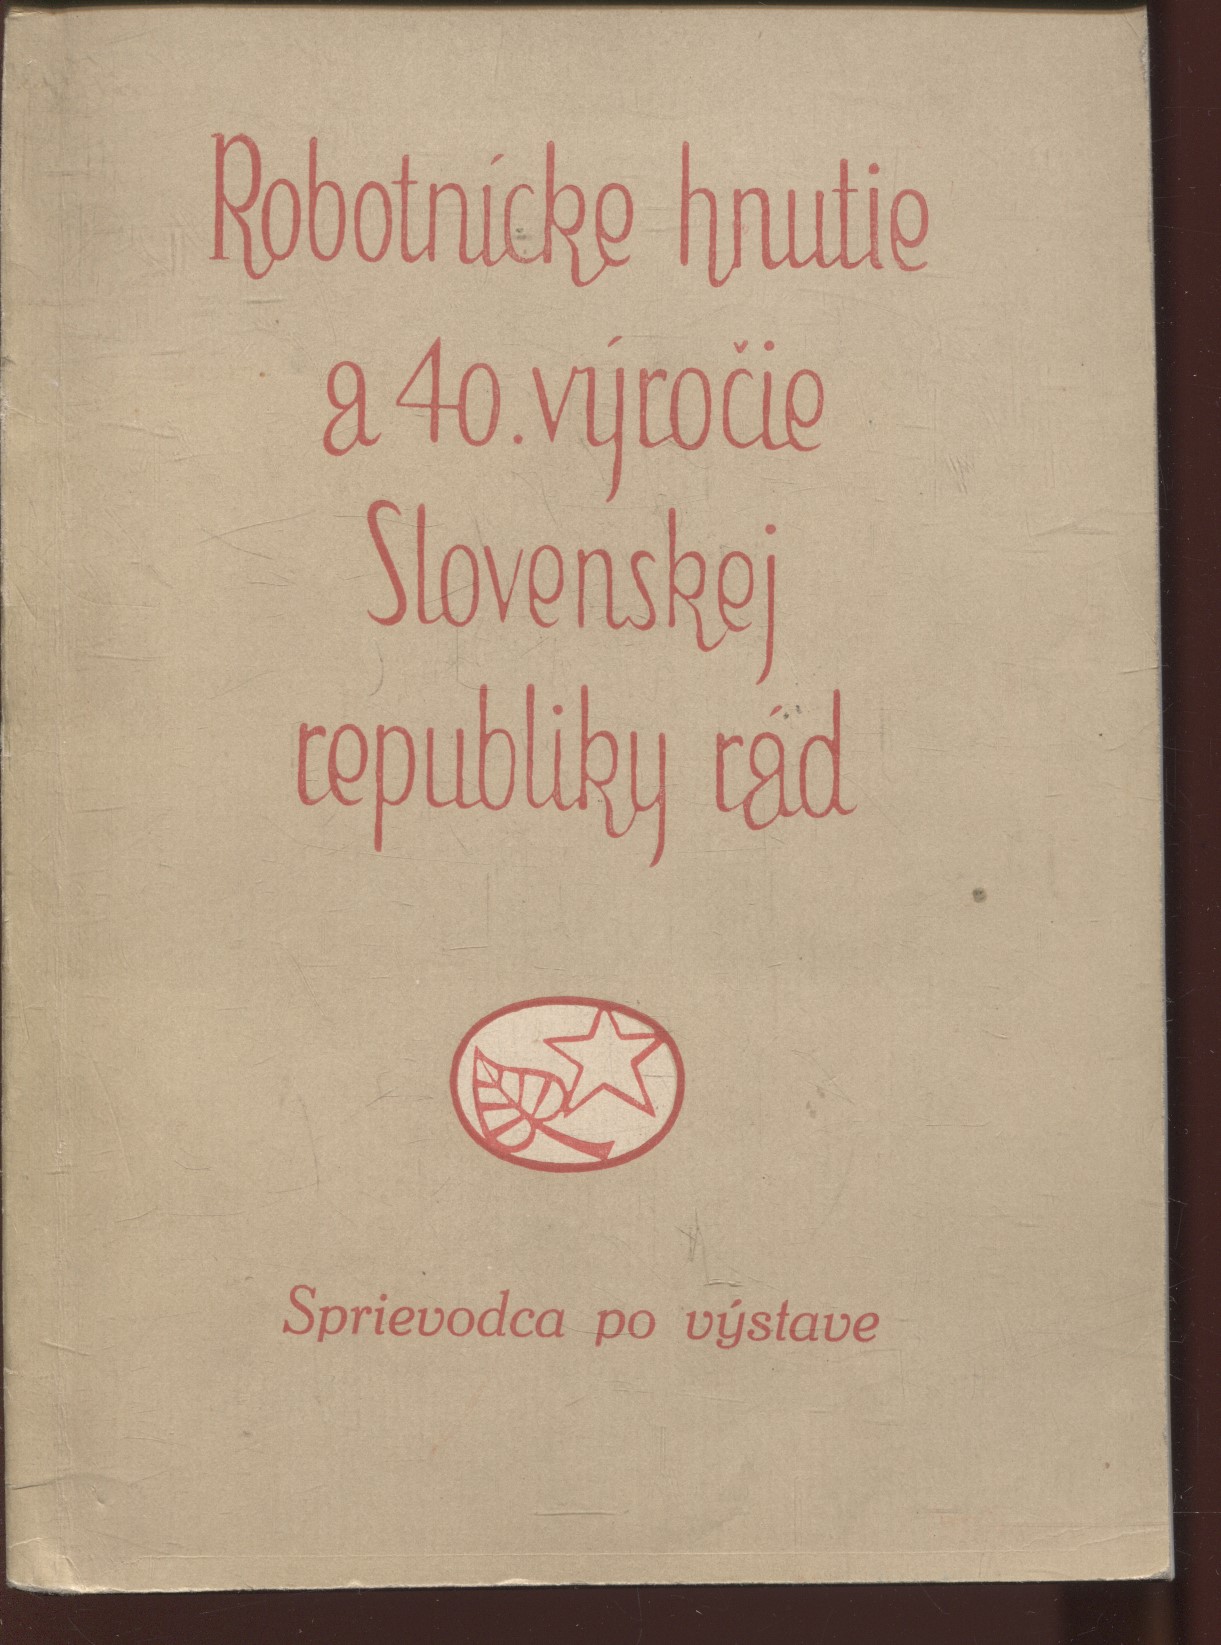 Robotnícke hnutie
a 40. výročie
Slovenskej
republiky rád
Sprievodca po výstave